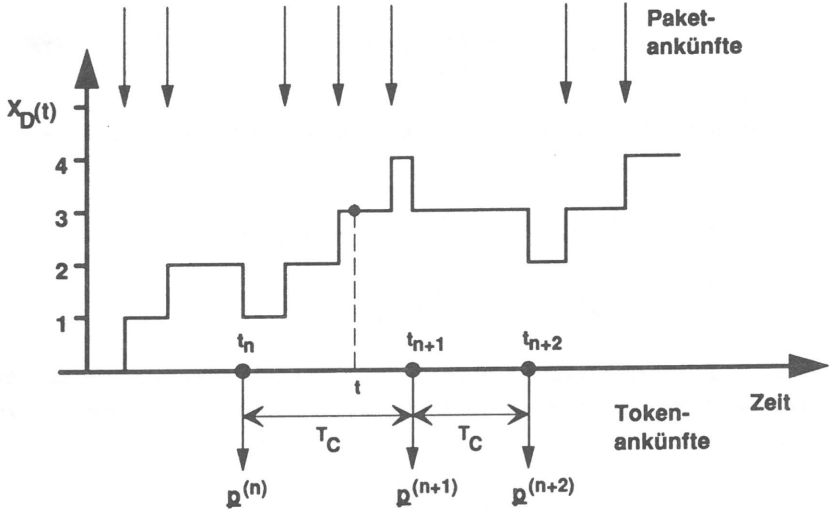 Paket-
ankünfte
X_D(t)
4
3
2
1
t_n
t_{n+1}
t_{n+2}
t
Zeit
T_C
T_C
Token-
ankünfte
p^{(n)}
p^{(n+1)}
p^{(n+2)}